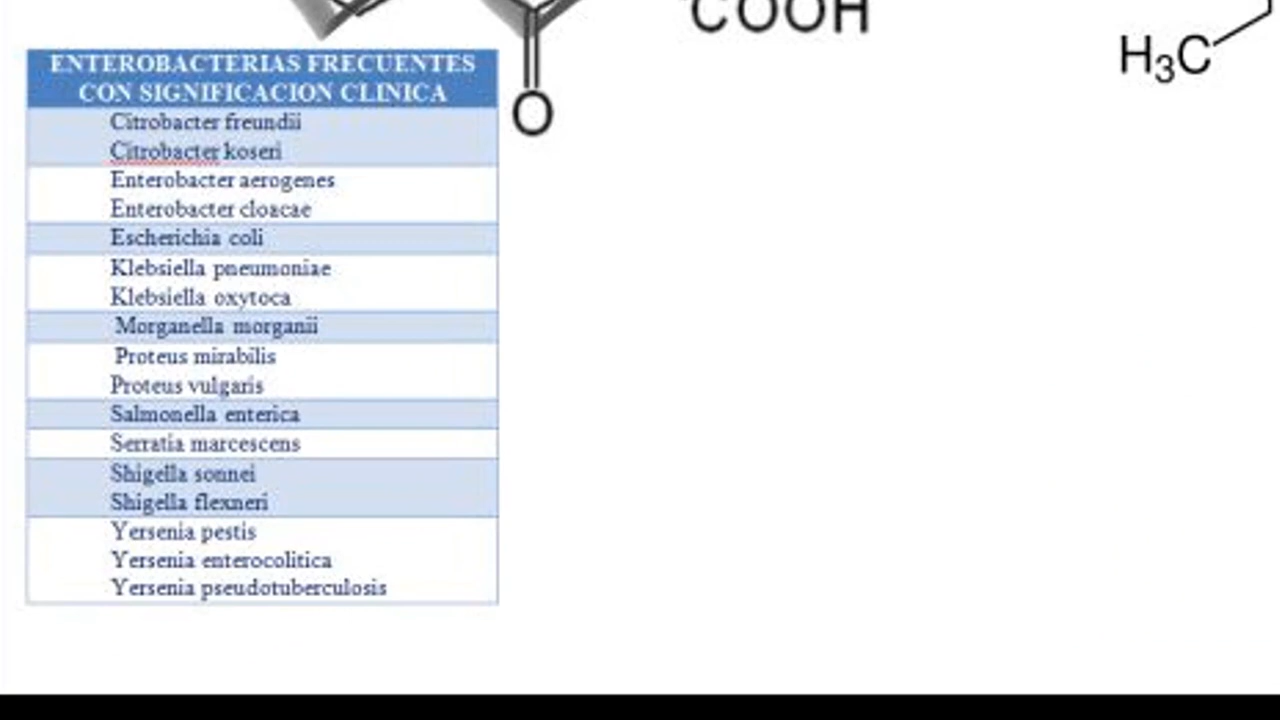 COOH
H3C
ENTEROBACTERIAS FRECUENTES
CON SIGNIFICACION CLINICA
O
Citrobacter freundii
Citrobacter koseri
Enterobacter aerogenes
Enterobacter cloacae
Escherichia coli
Klebsiella pneumoniae
Klebsiella oxytoca
Morganella morganii
Proteus mirabilis
Proteus vulgaris
Salmonella enterica
Serratia marcescens
Shigella sonnei
Shigella flexneri
Yersenia pestis
Yersenia enterocolitica
Yersenia pseudotuberculosis